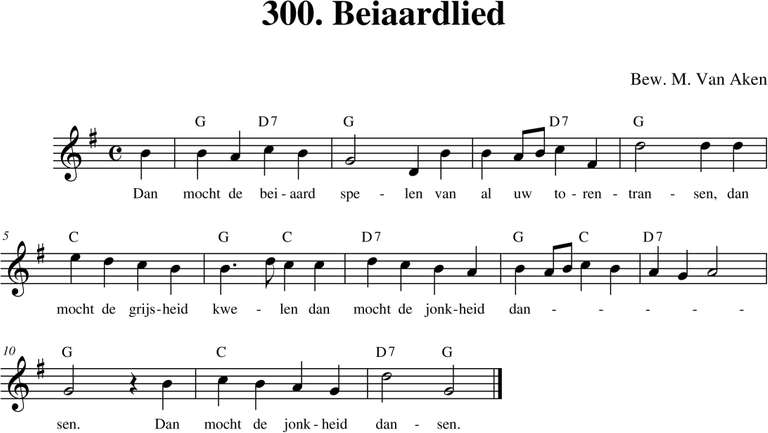 300. Beiaardlied
Bew. M. Van Aken
G D7 G D7 G
Dan mocht de bei - aard spe - len van al uw to - ren - tran - sen, dan
5 C G C D7 G C D7
mocht de grijs - heid kwe - len dan mocht de jonk - heid dan - - - - -
10 G C D7 G
sen. Dan mocht de jonk - heid dan - sen.